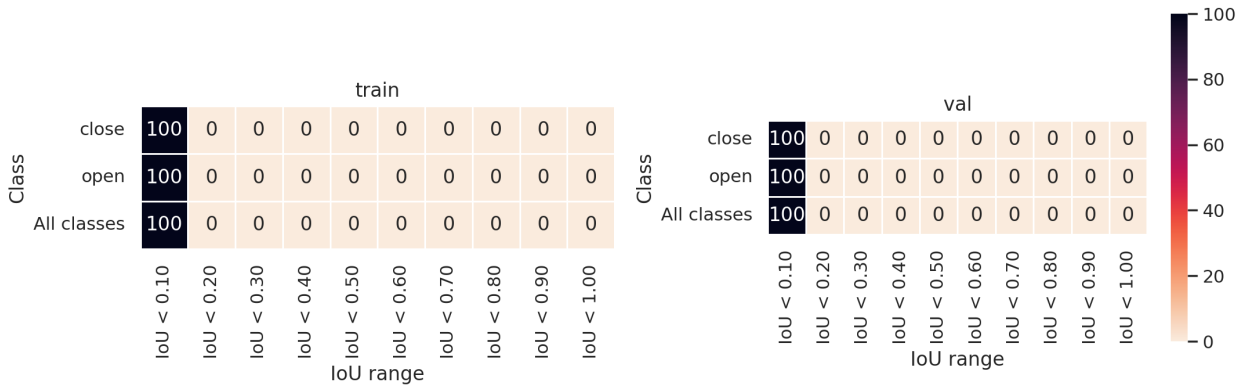 train
Class
close 100 0 0 0 0 0 0 0 0 0
open 100 0 0 0 0 0 0 0 0 0
All classes 100 0 0 0 0 0 0 0 0 0
IoU < 0.10 IoU < 0.20 IoU < 0.30 IoU < 0.40 IoU < 0.50 IoU < 0.60 IoU < 0.70 IoU < 0.80 IoU < 0.90 IoU < 1.00
IoU range
val
Class
close 100 0 0 0 0 0 0 0 0 0
open 100 0 0 0 0 0 0 0 0 0
All classes 100 0 0 0 0 0 0 0 0 0
IoU < 0.10 IoU < 0.20 IoU < 0.30 IoU < 0.40 IoU < 0.50 IoU < 0.60 IoU < 0.70 IoU < 0.80 IoU < 0.90 IoU < 1.00
IoU range
100
80
60
40
20
0